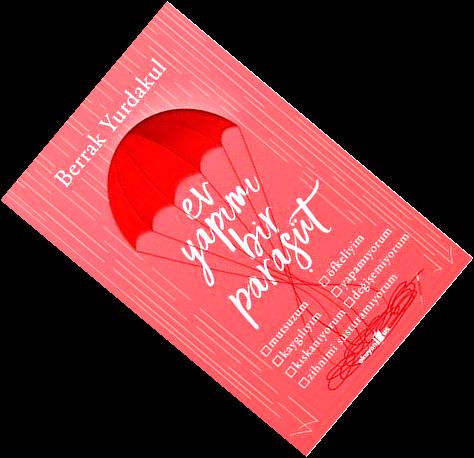 Berrak Yurdakul
ev
yapımı
bir
paraşüt
mutsuzum
öfkeliyim
kaygılıyım
yapamıyorum
kıskanıyorum
değişemiyorum
zihnimi susturamıyorum